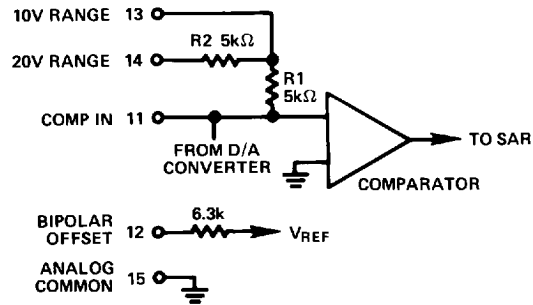 10V RANGE 13
R2 5kΩ
20V RANGE 14
R1
5kΩ
COMP IN 11
FROM D/A
CONVERTER
TO SAR
COMPARATOR
BIPOLAR
OFFSET 12
6.3k
VREF
ANALOG
COMMON 15